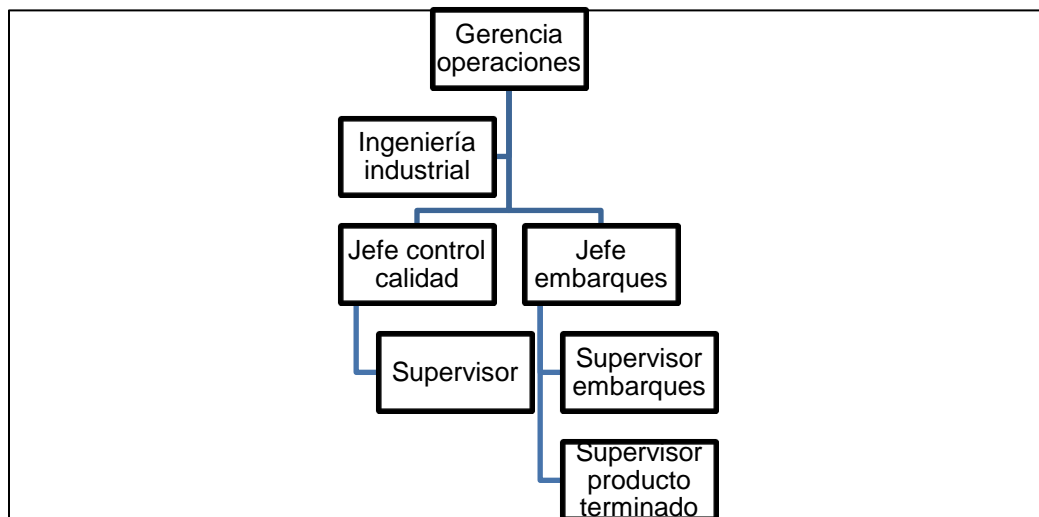 Gerencia
operaciones
Ingeniería
industrial
Jefe control
calidad
Jefe
embarques
Supervisor
Supervisor
embarques
Supervisor
producto
terminado